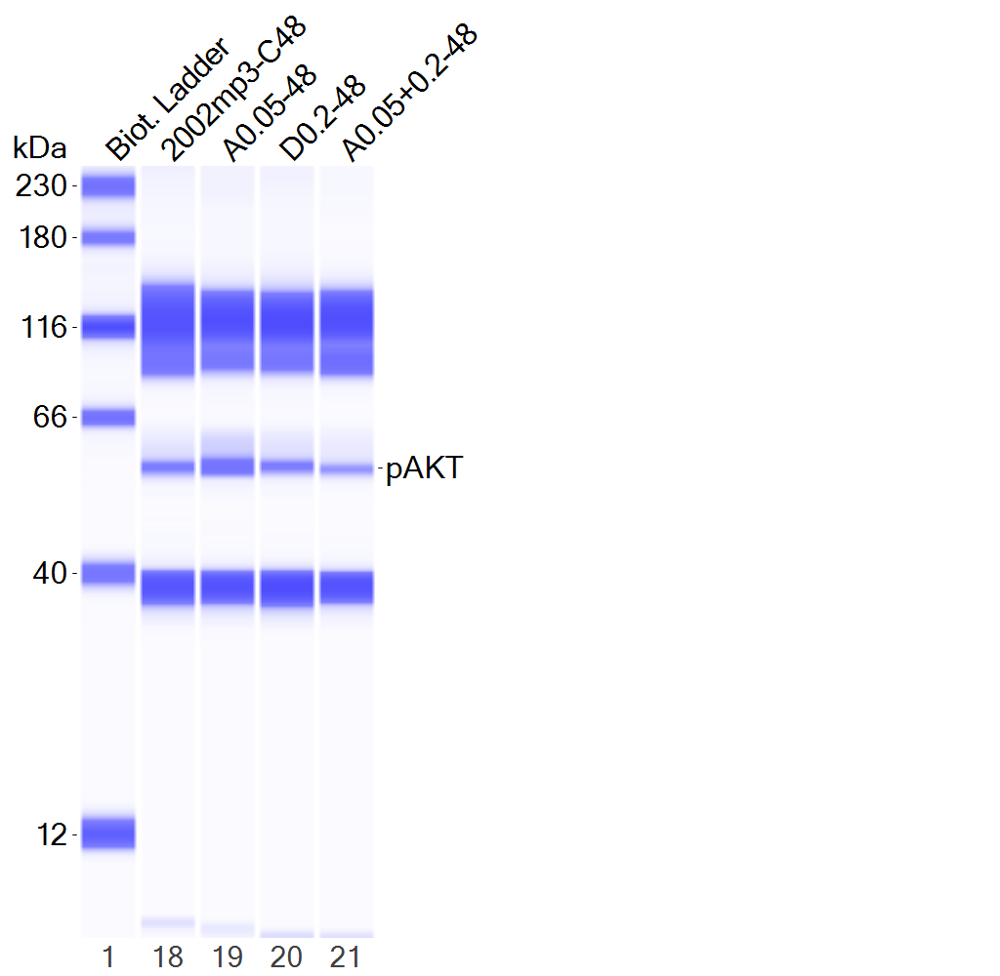 kDa
Biot. Ladder
2002mp3-C48
A0.05-48
D0.2-48
A0.05+0.2-48
230
180
116
66
pAKT
40
12
1 18 19 20 21